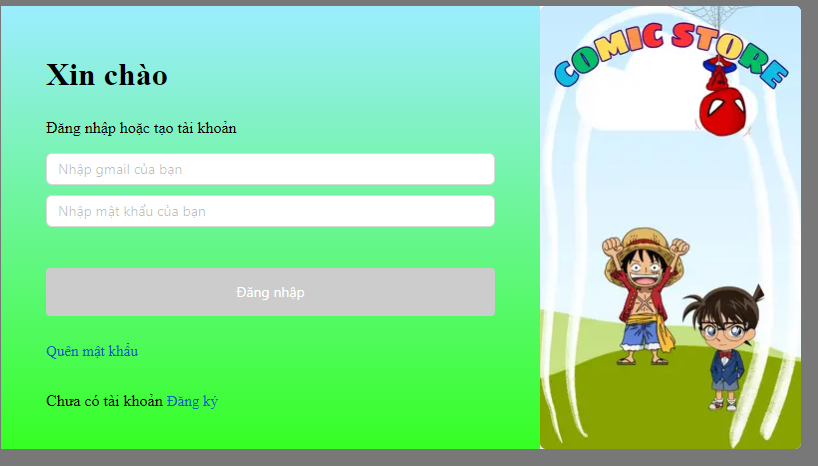 Xin chào
Đăng nhập hoặc tạo tài khoản
Nhập gmail của bạn
Nhập mật khẩu của bạn
Đăng nhập
Quên mật khẩu
Chưa có tài khoản Đăng ký
COMIC STORE